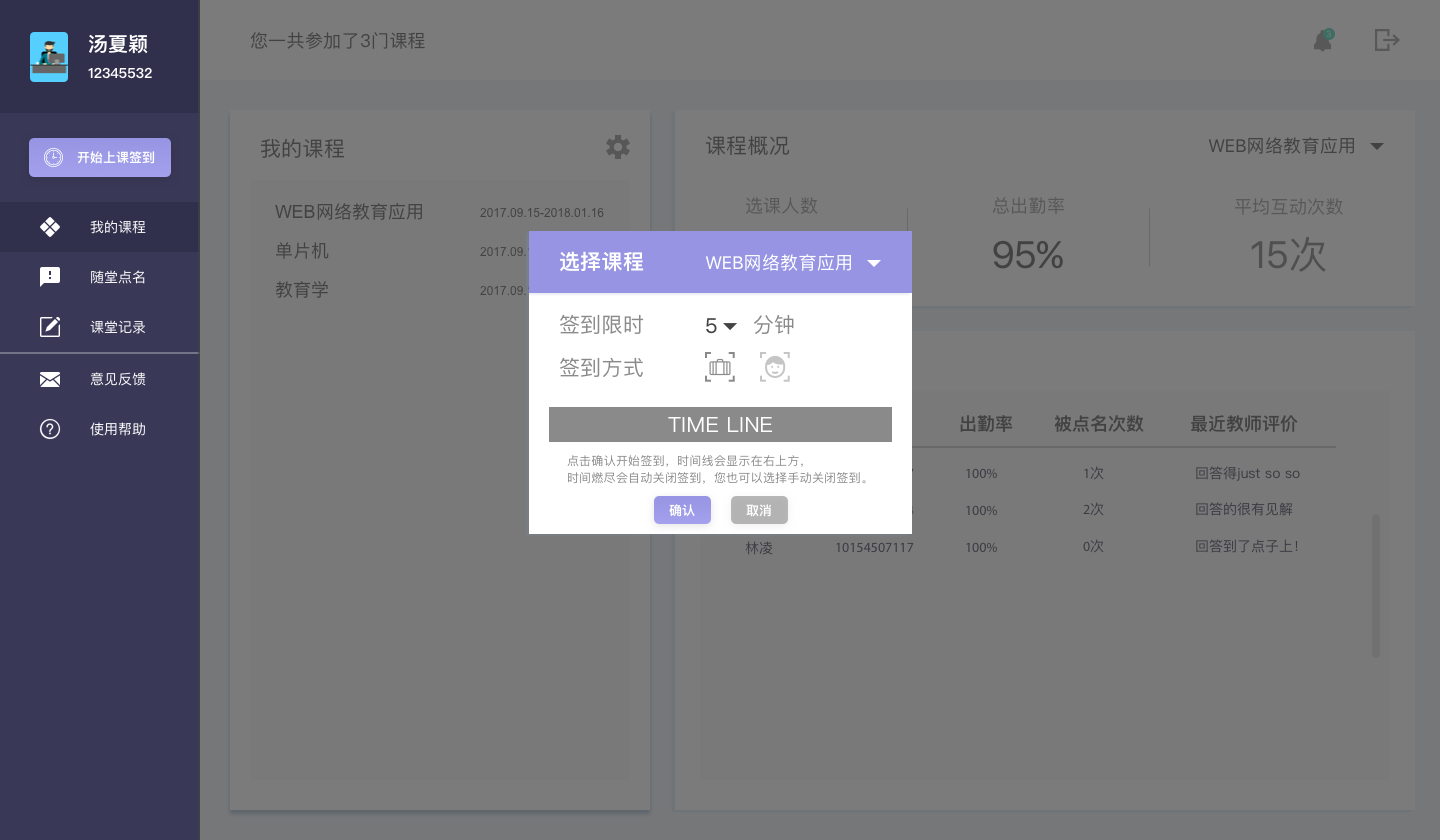 汤夏颖
12345532
开始上课签到
我的课程
随堂点名
课堂记录
意见反馈
使用帮助
您一共参加了3门课程
3
我的课程
WEB网络教育应用 2017.09.15-2018.01.16
单片机 2017.09.
教育学 2017.09.
课程概况 WEB网络教育应用
选课人数 总出勤率 平均互动次数
95% 15次
选择课程 WEB网络教育应用
签到限时 5 分钟
签到方式
TIME LINE
点击确认开始签到，时间线会显示在右上方，
时间燃尽会自动关闭签到，您也可以选择手动关闭签到。
确认 取消
出勤率 被点名次数 最近教师评价
100% 1次 回答得just so so
100% 2次 回答的很有见解
林凌 10154507117 100% 0次 回答到了点子上！